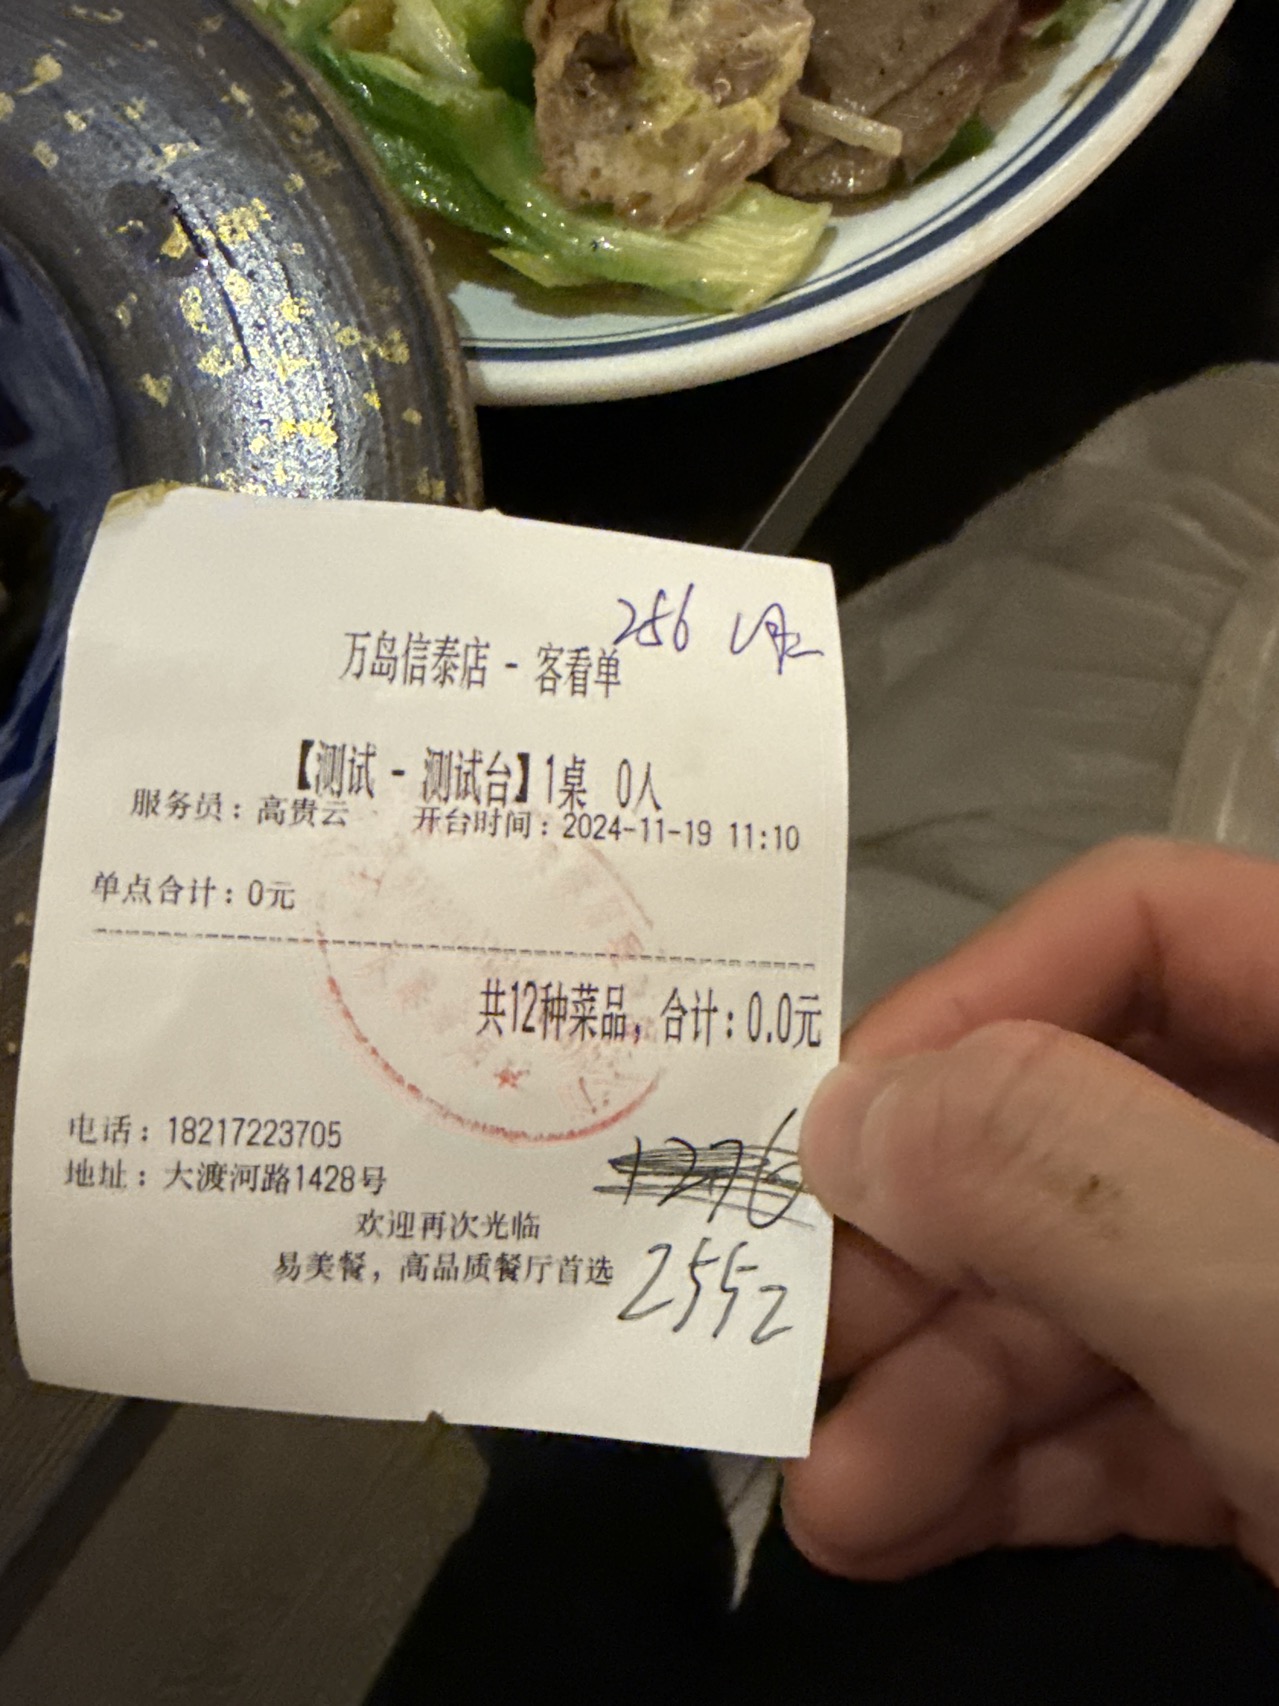 256
万岛信泰店 - 客看单
【测试 - 测试台】1桌 0人
服务员：高贵云 开台时间：2024-11-19 11:10
单点合计：0元
共12种菜品，合计：0.0元
电话：18217223705
地址：大渡河路1428号
1276
欢迎再次光临
易美餐，高品质餐厅首选
2552